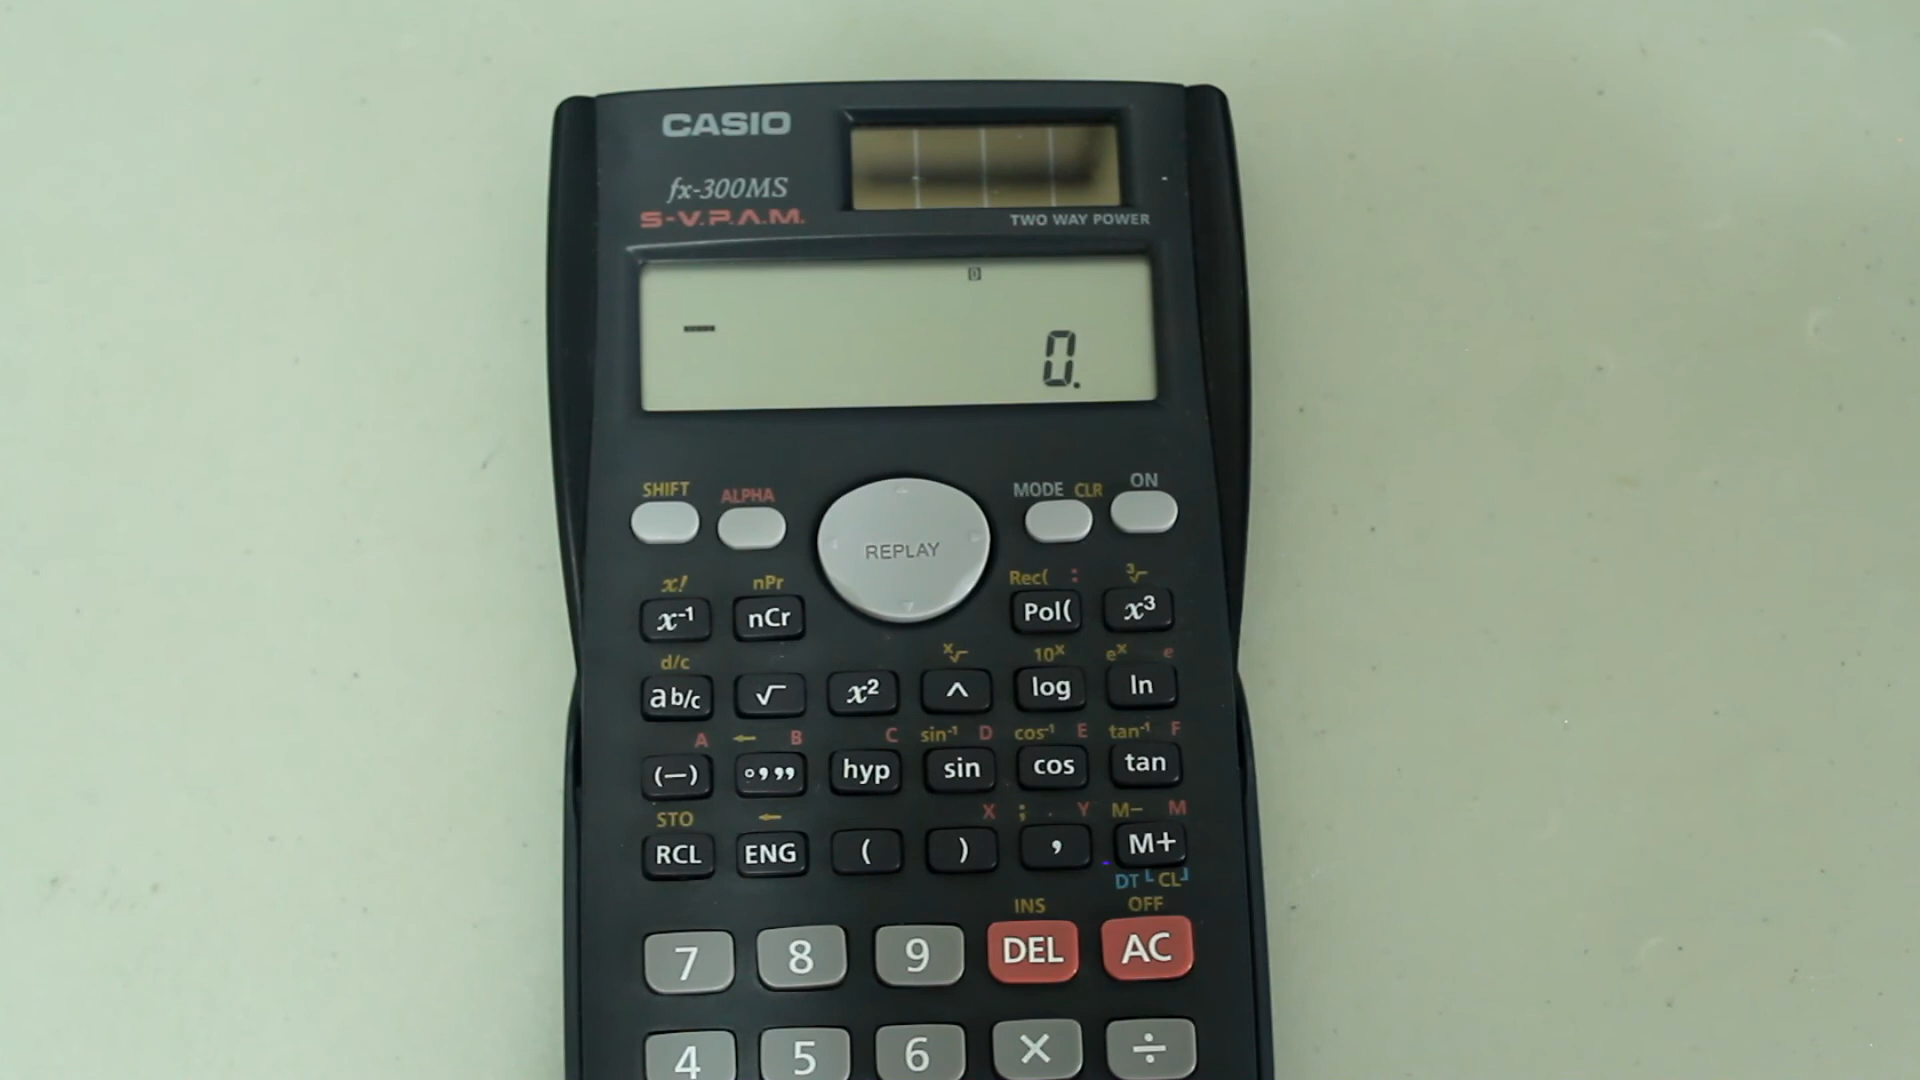 CASIO
fx-300MS
S-V.P.A.M.
TWO WAY POWER
D
–
0.
SHIFT ALPHA MODE CLR ON
REPLAY
x! nPr Rec( : ³√
x⁻¹ nCr Pol( x³
d/c ˣ√ 10ˣ eˣ e
a b/c √ x² ^ log ln
A ← B C sin⁻¹ D cos⁻¹ E tan⁻¹ F
(–) °,,, hyp sin cos tan
STO ← X ; Y M– M
RCL ENG ( ) , M+
DT CL
INS OFF
7 8 9 DEL AC
4 5 6 × ÷